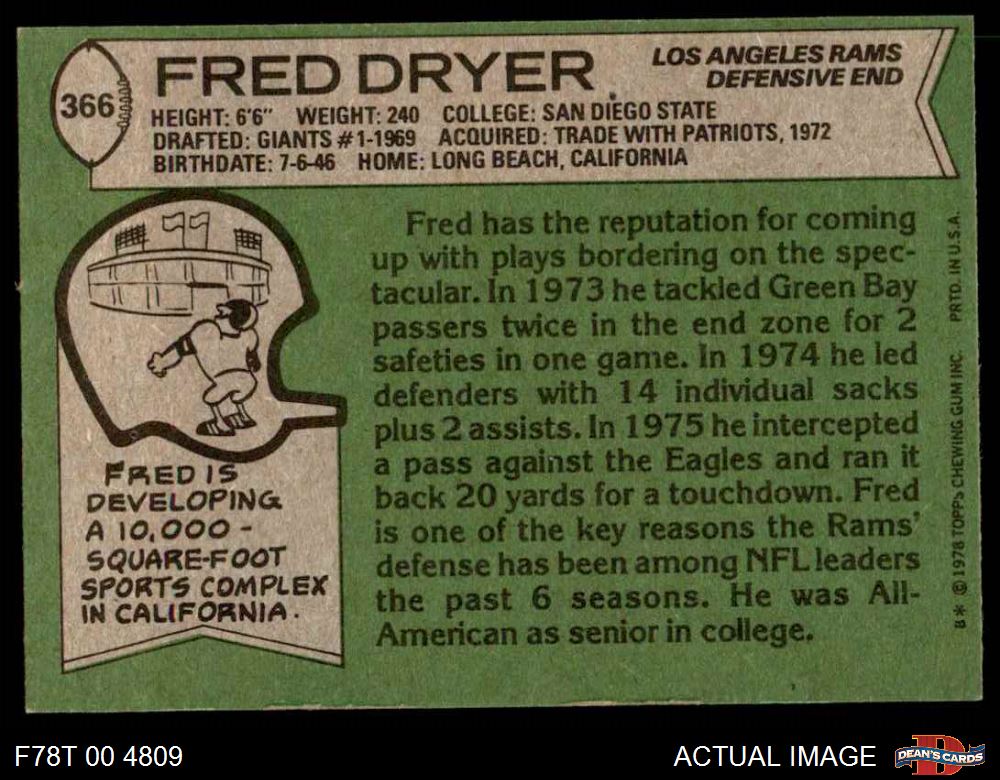 366
FRED DRYER
LOS ANGELES RAMS
DEFENSIVE END
HEIGHT: 6'6" WEIGHT: 240 COLLEGE: SAN DIEGO STATE
DRAFTED: GIANTS #1-1969 ACQUIRED: TRADE WITH PATRIOTS, 1972
BIRTHDATE: 7-6-46 HOME: LONG BEACH, CALIFORNIA
FRED IS
DEVELOPING
A 10,000-
SQUARE-FOOT
SPORTS COMPLEX
IN CALIFORNIA.
Fred has the reputation for coming
up with plays bordering on the spec-
tacular. In 1973 he tackled Green Bay
passers twice in the end zone for 2
safeties in one game. In 1974 he led
defenders with 14 individual sacks
plus 2 assists. In 1975 he intercepted
a pass against the Eagles and ran it
back 20 yards for a touchdown. Fred
is one of the key reasons the Rams'
defense has been among NFL leaders
the past 6 seasons. He was All-
American as senior in college.
B* © 1978 TOPPS CHEWING GUM INC. PRTD. IN U.S.A.
F78T 00 4809
ACTUAL IMAGE
DEAN'S CARDS